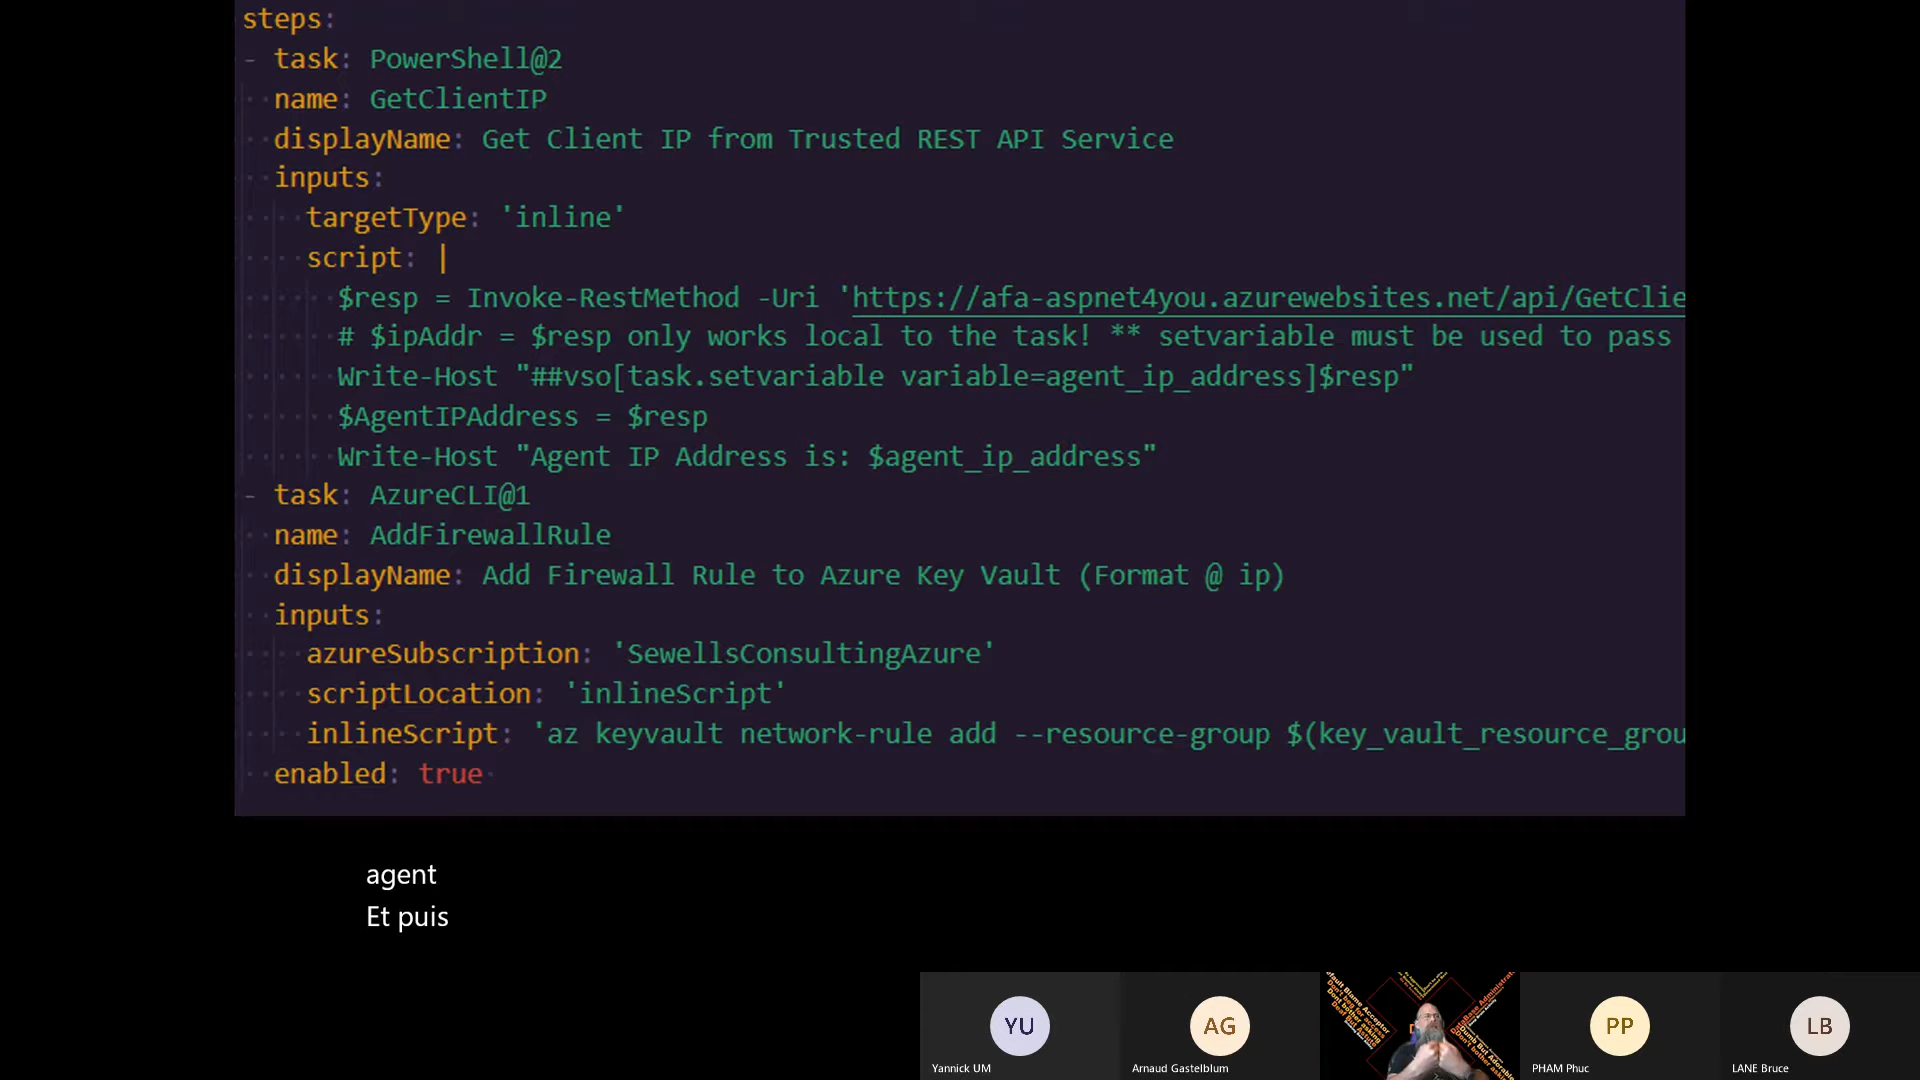 steps:
- task: PowerShell@2
name: GetClientIP
displayName: Get Client IP from Trusted REST API Service
inputs:
targetType: 'inline'
script: |
$resp = Invoke-RestMethod -Uri 'https://afa-aspnet4you.azurewebsites.net/api/GetClie
# $ipAddr = $resp only works local to the task! ** setvariable must be used to pass
Write-Host "##vso[task.setvariable variable=agent_ip_address]$resp"
$AgentIPAddress = $resp
Write-Host "Agent IP Address is: $agent_ip_address"
- task: AzureCLI@1
name: AddFirewallRule
displayName: Add Firewall Rule to Azure Key Vault (Format @ ip)
inputs:
azureSubscription: 'SewellsConsultingAzure'
scriptLocation: 'inlineScript'
inlineScript: 'az keyvault network-rule add --resource-group $(key_vault_resource_grou
enabled: true
agent
Et puis
YU
AG
PP
LB
Yannick UM
Arnaud Gastelblum
PHAM Phuc
LANE Bruce